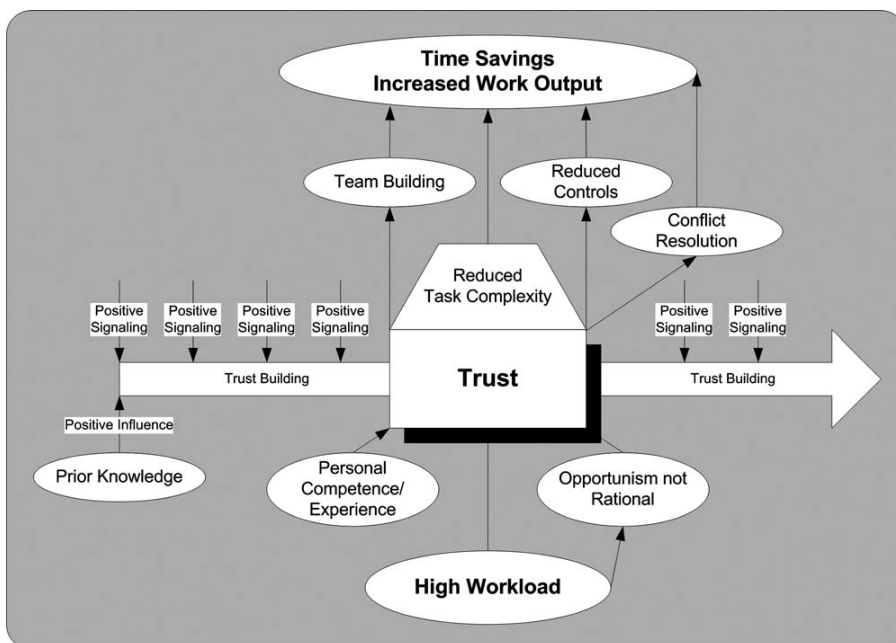 Time Savings
Increased Work Output
Team Building
Reduced
Controls
Conflict
Resolution
Reduced
Task Complexity
Positive
Signaling
Positive
Signaling
Positive
Signaling
Positive
Signaling
Positive
Signaling
Positive
Signaling
Trust Building
Trust
Trust Building
Positive Influence
Prior Knowledge
Personal
Competence/
Experience
Opportunism not
Rational
High Workload